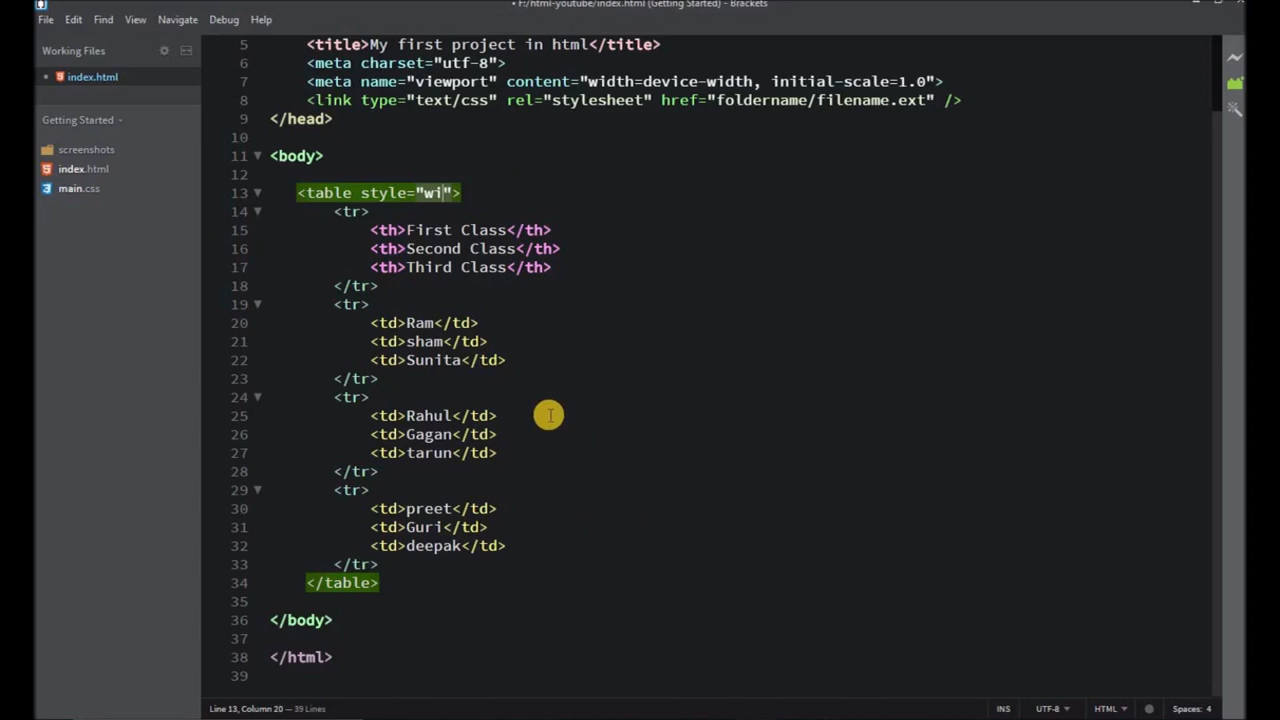 • F:/html-youtube/index.html (Getting Started) - Brackets
File Edit Find View Navigate Debug Help
Working Files
index.html
Getting Started
screenshots
index.html
main.css
5 <title>My first project in html</title>
6 <meta charset="utf-8">
7 <meta name="viewport" content="width=device-width, initial-scale=1.0">
8 <link type="text/css" rel="stylesheet" href="foldername/filename.ext" />
9 </head>
10
11 <body>
12
13 <table style="wi">
14 <tr>
15 <th>First Class</th>
16 <th>Second Class</th>
17 <th>Third Class</th>
18 </tr>
19 <tr>
20 <td>Ram</td>
21 <td>sham</td>
22 <td>Sunita</td>
23 </tr>
24 <tr>
25 <td>Rahul</td>
26 <td>Gagan</td>
27 <td>tarun</td>
28 </tr>
29 <tr>
30 <td>preet</td>
31 <td>Guri</td>
32 <td>deepak</td>
33 </tr>
34 </table>
35
36 </body>
37
38 </html>
39
Line 13, Column 20 — 39 Lines INS UTF-8 HTML Spaces: 4